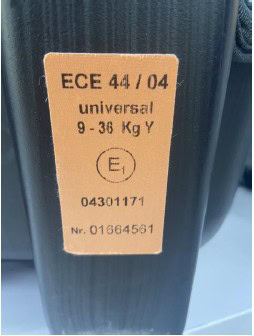 ECE 44 / 04
universal
9 - 36 Kg Y
E1
04301171
Nr. 01664561